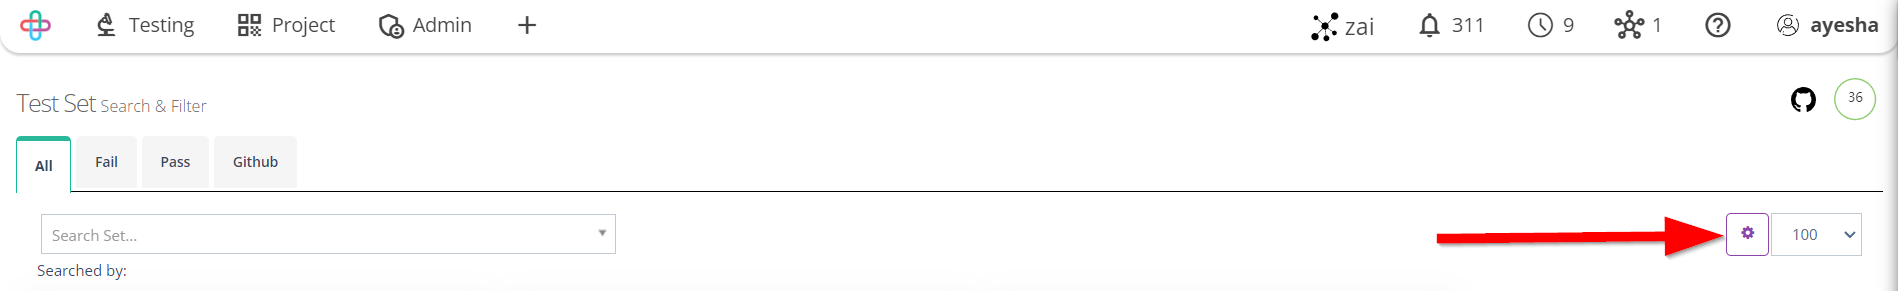 Testing Project Admin zai 311 9 1 ayesha
Test Set Search & Filter 36
All Fail Pass Github
Search Set... 100
Searched by: